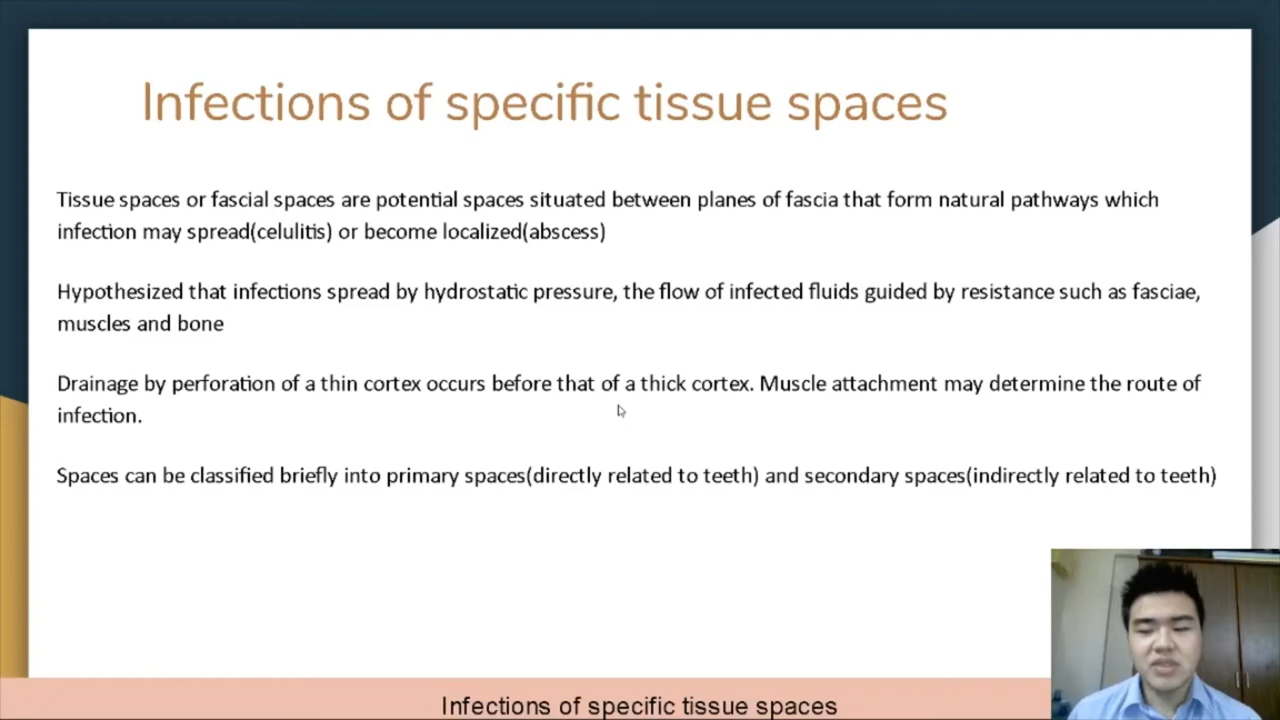 Infections of specific tissue spaces
Tissue spaces or fascial spaces are potential spaces situated between planes of fascia that form natural pathways which
infection may spread(celulitis) or become localized(abscess)
Hypothesized that infections spread by hydrostatic pressure, the flow of infected fluids guided by resistance such as fasciae,
muscles and bone
Drainage by perforation of a thin cortex occurs before that of a thick cortex. Muscle attachment may determine the route of
infection.
Spaces can be classified briefly into primary spaces(directly related to teeth) and secondary spaces(indirectly related to teeth)
Infections of specific tissue spaces